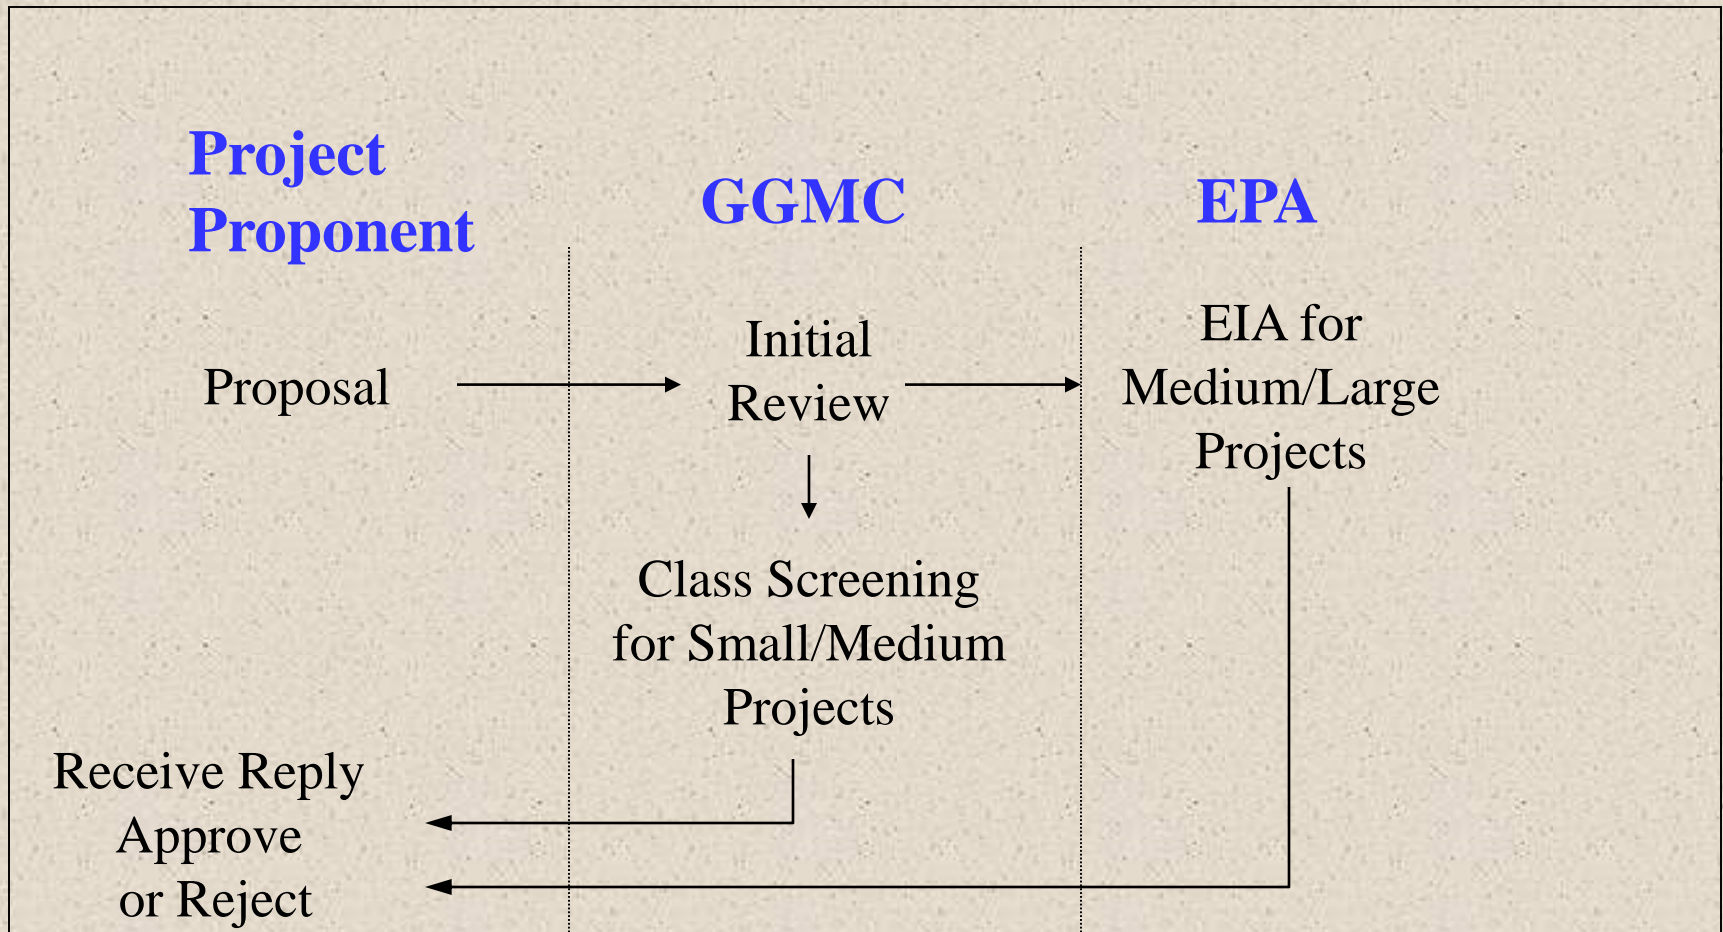 Project
Proponent
GGMC
EPA
Proposal
Initial
Review
EIA for
Medium/Large
Projects
Class Screening
for Small/Medium
Projects
Receive Reply
Approve
or Reject